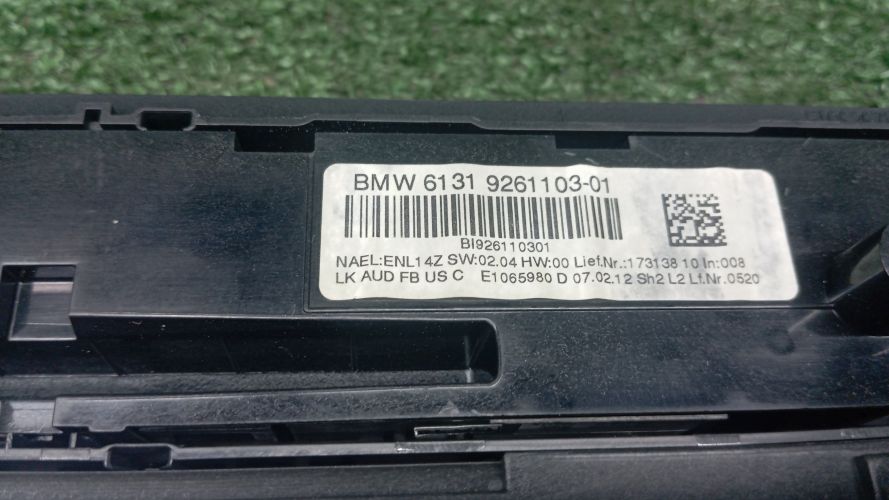 BMW 6131 9261103-01
BI926110301
NAEL:ENL14Z SW:02.04 HW:00 Lief.Nr.:173138 10 In:008
LK AUD FB US C E1065980 D 07.02.12 Sh2 L2 Lf.Nr.0520